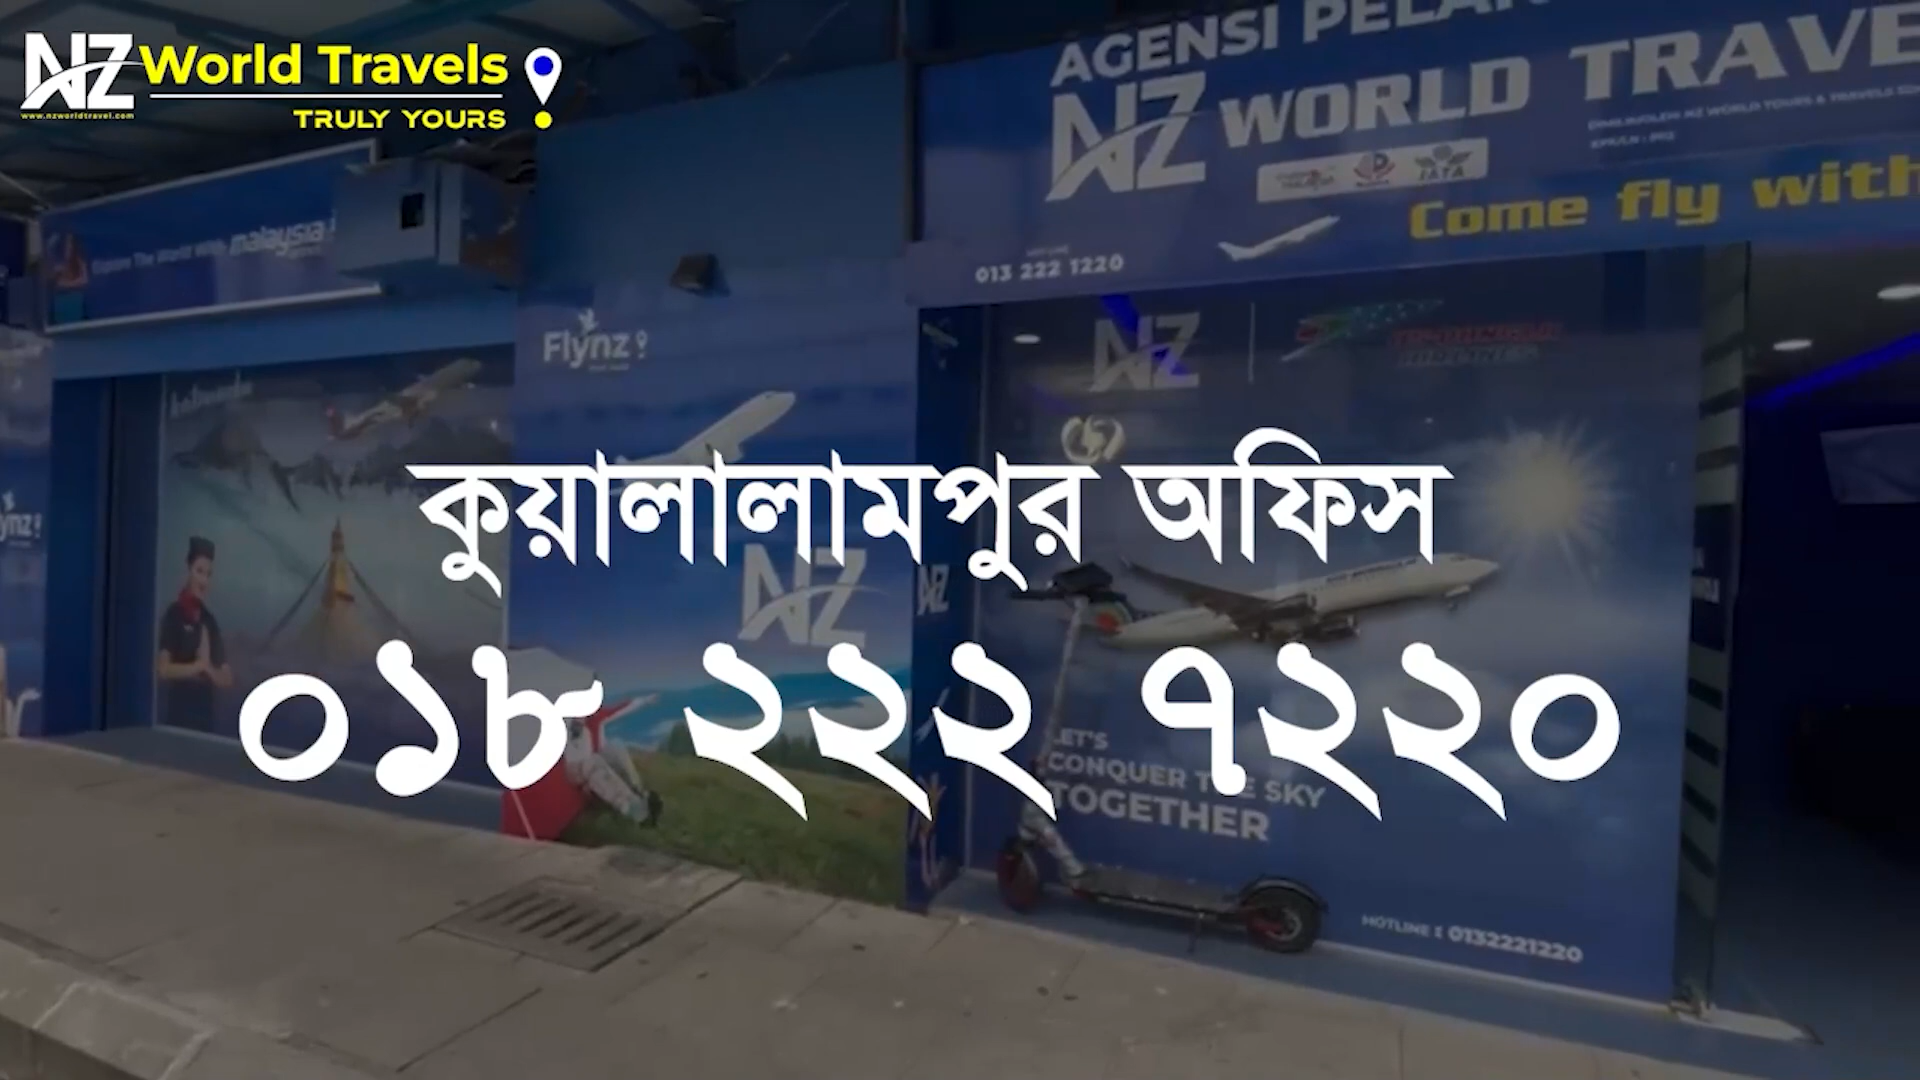 NZ World Travels
www.nzworldtravel.com
TRULY YOURS
AGENSI PELAN
NZ WORLD TRAVE
IATA
Come fly with
013 222 1220
Explore The World With malaysia
Flynz
ynz
NZ
কুয়ালালামপুর অফিস
NZ
NZ
০১৮ ২২২ ৭২২০
LET'S
CONQUER THE SKY
TOGETHER
HOTLINE : 0132221220